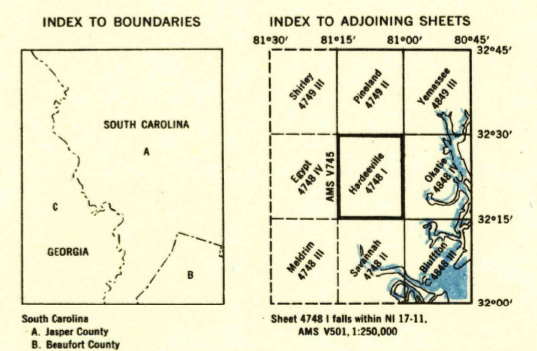 INDEX TO BOUNDARIES
SOUTH CAROLINA
A
C
GEORGIA
B
South Carolina
A. Jasper County
B. Beaufort County
INDEX TO ADJOINING SHEETS
81°30′ 81°15′ 81°00′ 80°45′
32°45′
Shirley
4749 III
Pineland
4749 II
Yemassee
4849 III
32°30′
Egypt
4748 IV
AMS V745
Hardeeville
4748 I
Okatie
4848 IV
32°15′
Meldrim
4748 III
Savannah
4748 II
Bluffton
4848 III
32°00′
Sheet 4748 I falls within NI 17-11,
AMS V501, 1:250,000